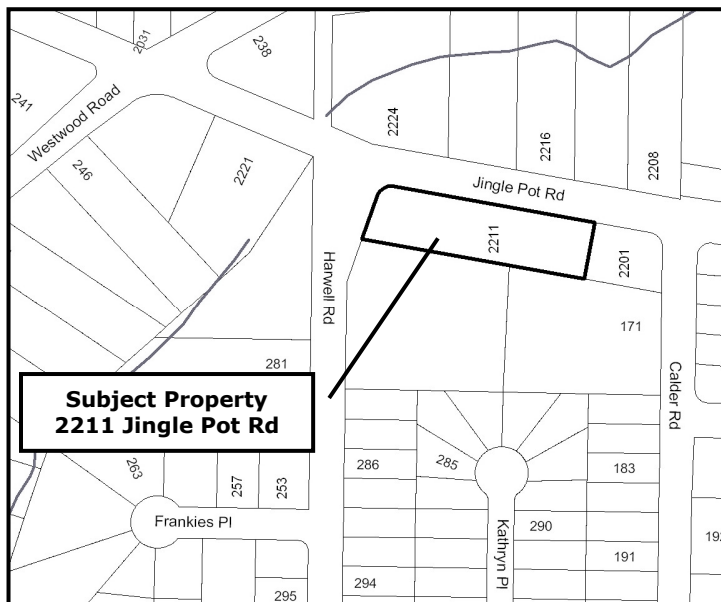 2031
238
241
Westwood Road
246
2221
2224
2216
2208
Jingle Pot Rd
2211
2201
Harwell Rd
171
281
Calder Rd
Subject Property
2211 Jingle Pot Rd
263
257
253
286
285
183
Frankies Pl
Kathryn Pl
290
192
191
294
295